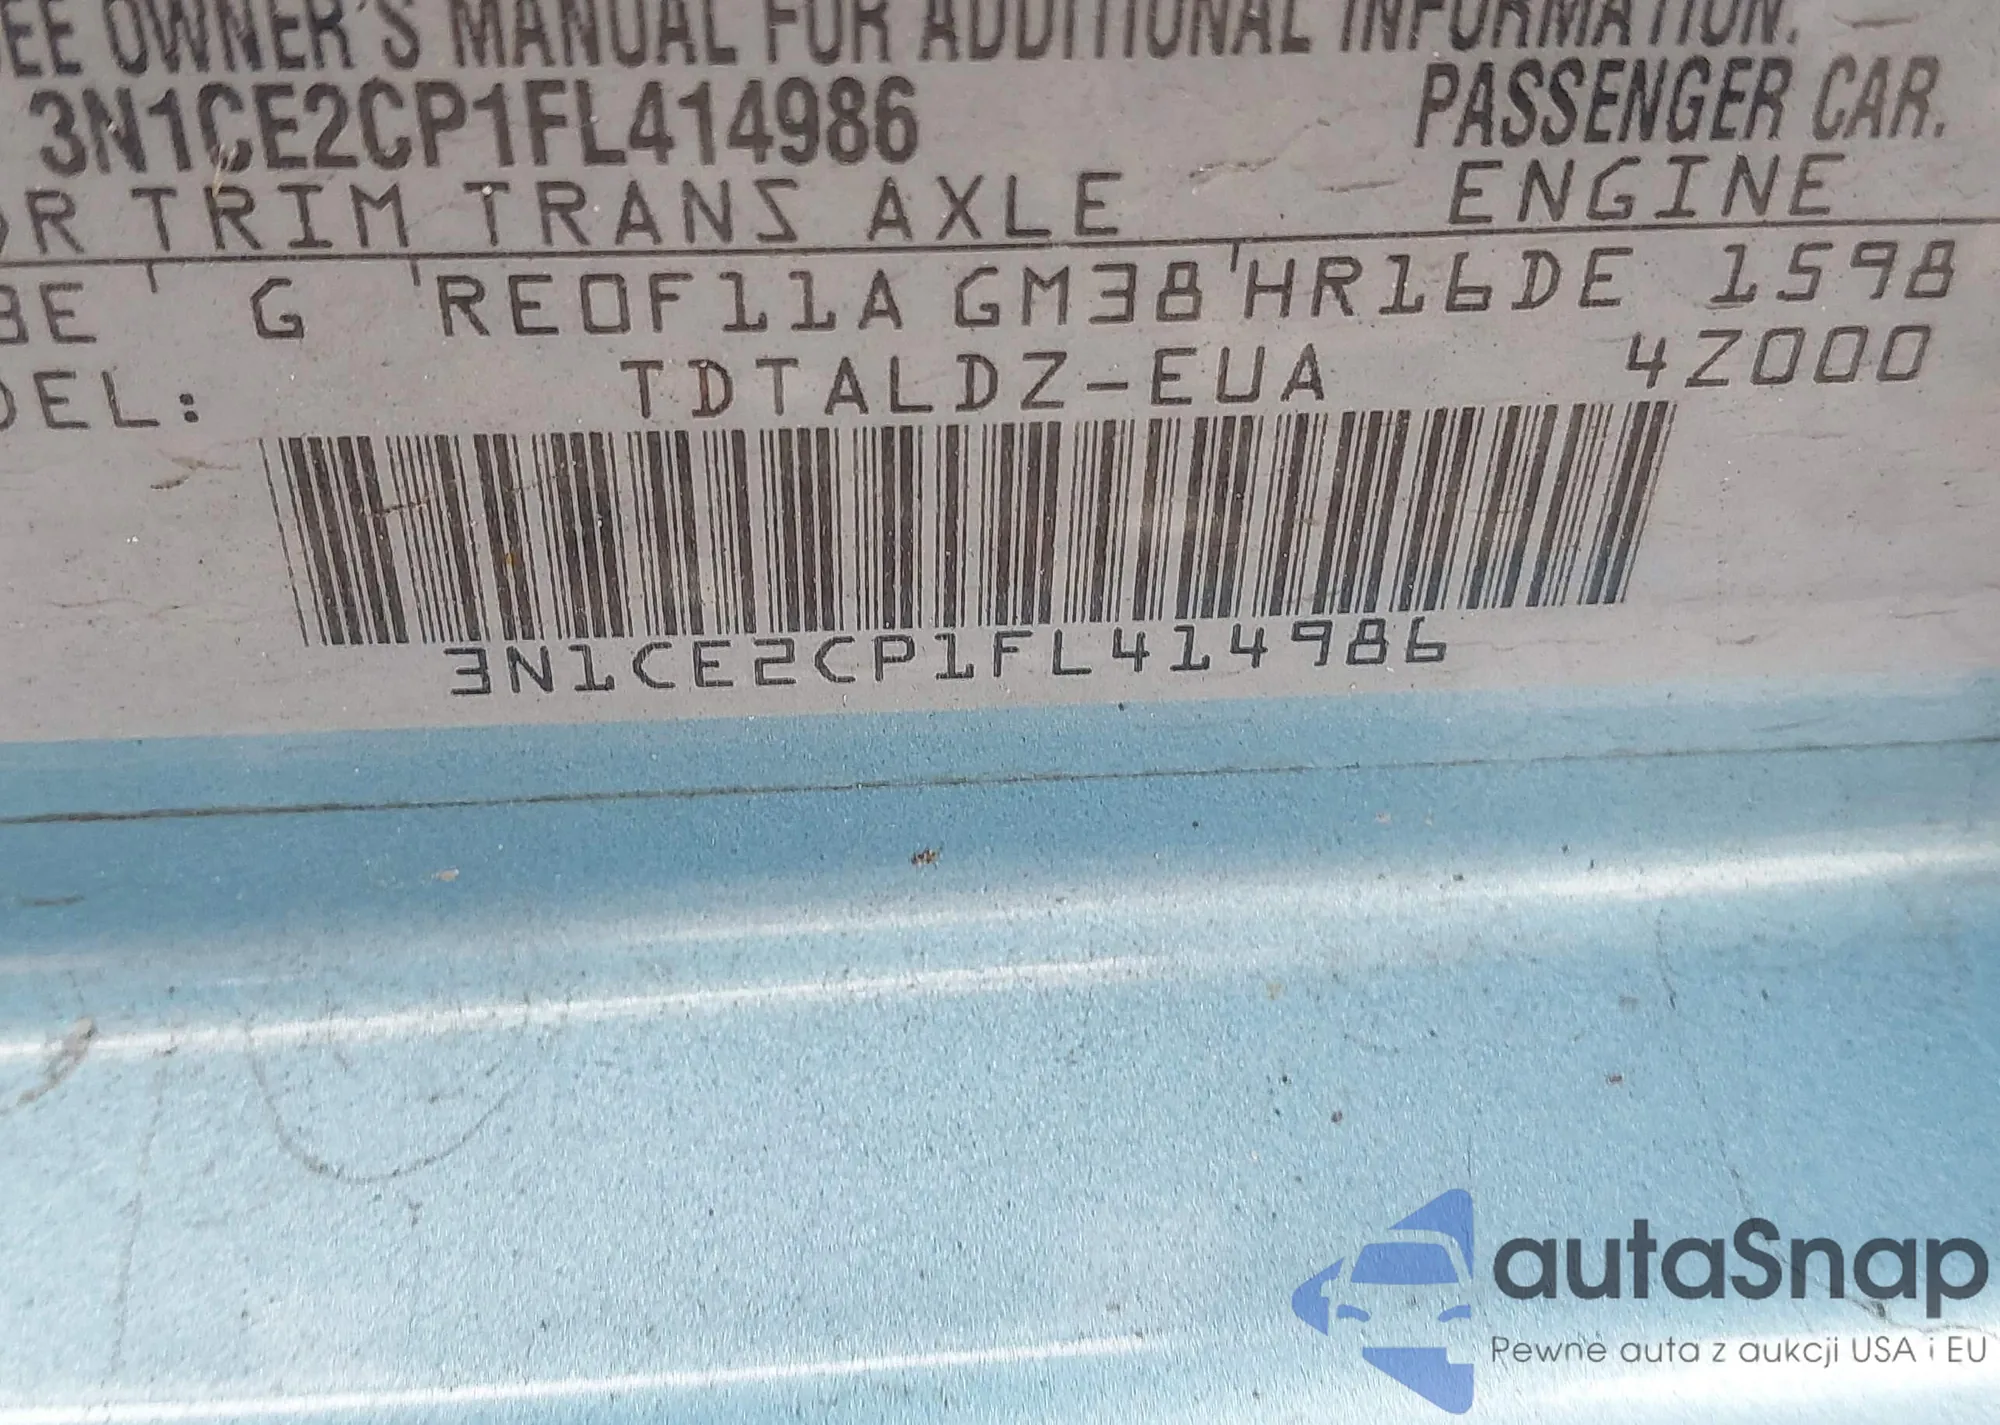 EE OWNER'S MANUAL FOR ADDITIONAL INFORMATION.
3N1CE2CP1FL414986 PASSENGER CAR.
OR TRIM TRANS AXLE ENGINE
BE G RE0F11A GM38 HR16DE 1598
DEL: TDTALDZ-EUA 4Z000
3N1CE2CP1FL414986
autaSnap
Pewne auta z aukcji USA i EU